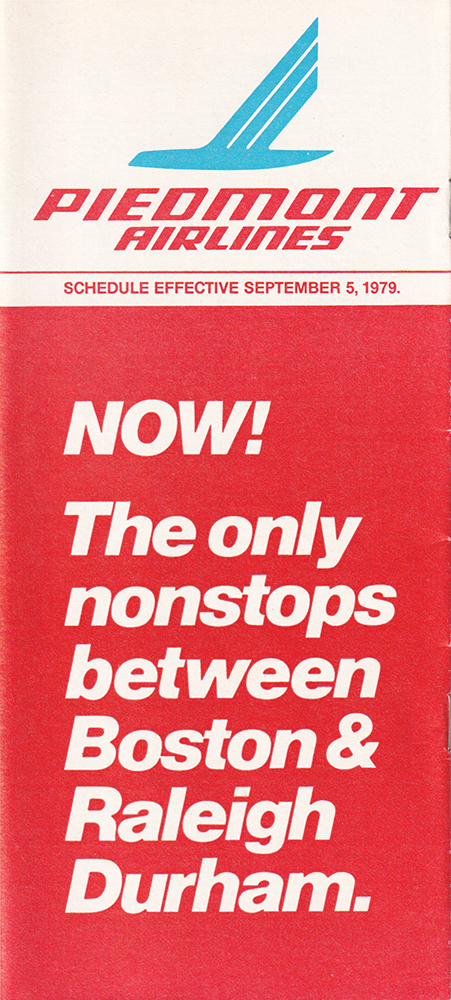 PIEDMONT
AIRLINES
SCHEDULE EFFECTIVE SEPTEMBER 5, 1979.
NOW!
The only
nonstops
between
Boston &
Raleigh
Durham.